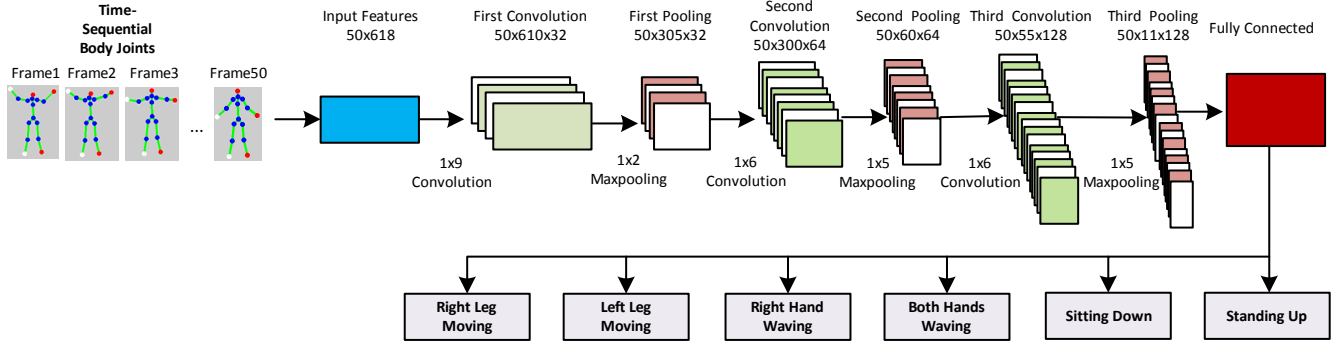 Time-
Sequential
Body Joints
Frame1 Frame2 Frame3 ... Frame50
Input Features
50x618
First Convolution
50x610x32
First Pooling
50x305x32
Second
Convolution
50x300x64
Second Pooling
50x60x64
Third Convolution
50x55x128
Third Pooling
50x11x128
Fully Connected
1x9
Convolution
1x2
Maxpooling
1x6
Convolution
1x5
Maxpooling
1x6
Convolution
1x5
Maxpooling
Right Leg
Moving
Left Leg
Moving
Right Hand
Waving
Both Hands
Waving
Sitting Down
Standing Up